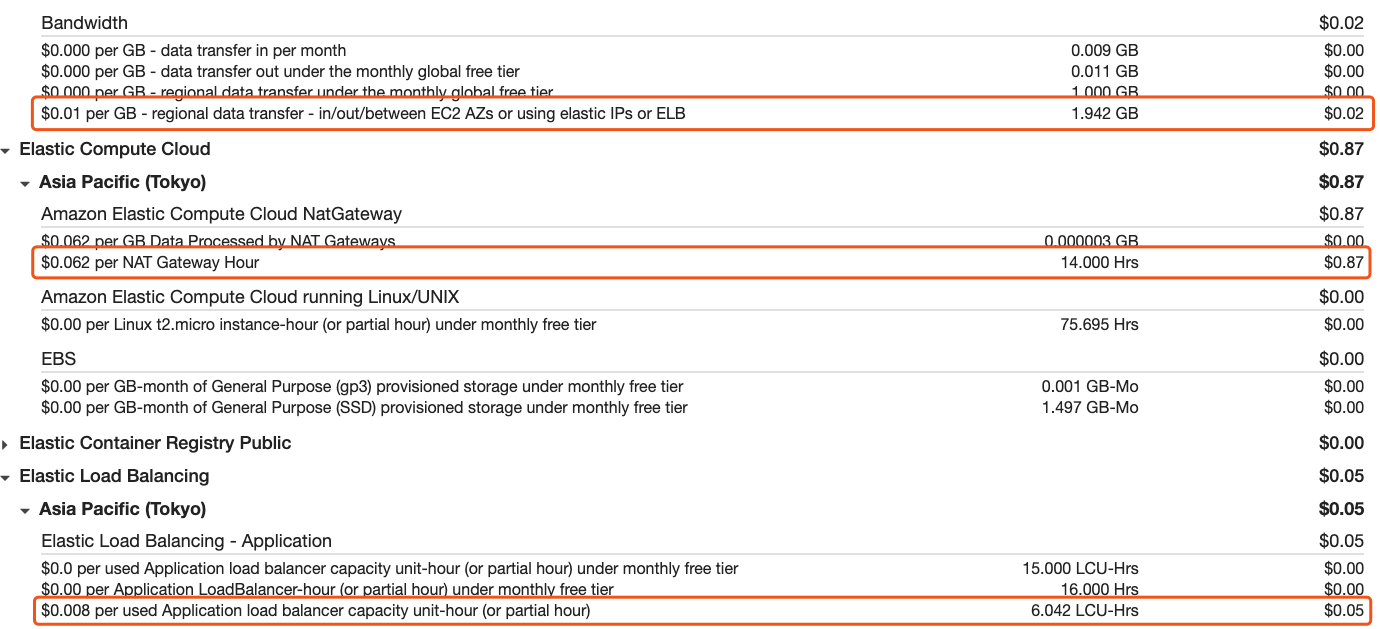 Bandwidth $0.02
$0.000 per GB - data transfer in per month 0.009 GB $0.00
$0.000 per GB - data transfer out under the monthly global free tier 0.011 GB $0.00
$0.000 per GB - regional data transfer under the monthly global free tier 1.000 GB $0.00
$0.01 per GB - regional data transfer - in/out/between EC2 AZs or using elastic IPs or ELB 1.942 GB $0.02
Elastic Compute Cloud $0.87
Asia Pacific (Tokyo) $0.87
Amazon Elastic Compute Cloud NatGateway $0.87
$0.062 per GB Data Processed by NAT Gateways 0.000003 GB $0.00
$0.062 per NAT Gateway Hour 14.000 Hrs $0.87
Amazon Elastic Compute Cloud running Linux/UNIX $0.00
$0.00 per Linux t2.micro instance-hour (or partial hour) under monthly free tier 75.695 Hrs $0.00
EBS $0.00
$0.00 per GB-month of General Purpose (gp3) provisioned storage under monthly free tier 0.001 GB-Mo $0.00
$0.00 per GB-month of General Purpose (SSD) provisioned storage under monthly free tier 1.497 GB-Mo $0.00
Elastic Container Registry Public $0.00
Elastic Load Balancing $0.05
Asia Pacific (Tokyo) $0.05
Elastic Load Balancing - Application $0.05
$0.0 per used Application load balancer capacity unit-hour (or partial hour) under monthly free tier 15.000 LCU-Hrs $0.00
$0.00 per Application LoadBalancer-hour (or partial hour) under monthly free tier 16.000 Hrs $0.00
$0.008 per used Application load balancer capacity unit-hour (or partial hour) 6.042 LCU-Hrs $0.05